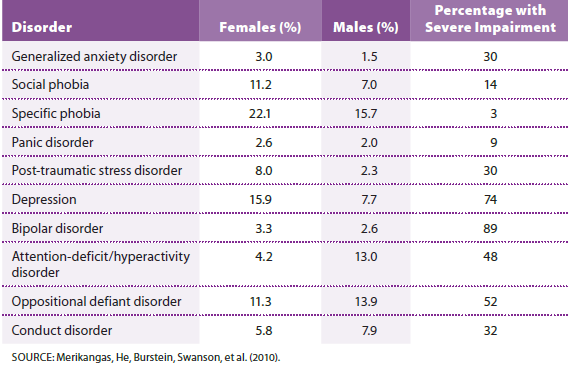 Disorder Females (%) Males (%) Percentage with Severe Impairment
Generalized anxiety disorder 3.0 1.5 30
Social phobia 11.2 7.0 14
Specific phobia 22.1 15.7 3
Panic disorder 2.6 2.0 9
Post-traumatic stress disorder 8.0 2.3 30
Depression 15.9 7.7 74
Bipolar disorder 3.3 2.6 89
Attention-deficit/hyperactivity disorder 4.2 13.0 48
Oppositional defiant disorder 11.3 13.9 52
Conduct disorder 5.8 7.9 32
SOURCE: Merikangas, He, Burstein, Swanson, et al. (2010).